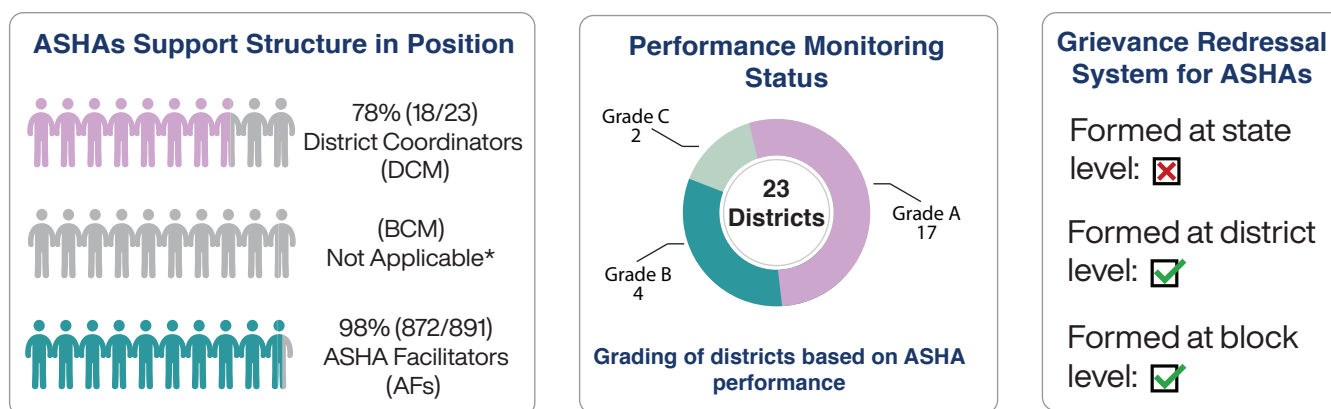 ASHAs Support Structure in Position
78% (18/23)
District Coordinators
(DCM)
(BCM)
Not Applicable*
98% (872/891)
ASHA Facilitators
(AFs)
Performance Monitoring
Status
Grade C
2
23
Districts
Grade A
17
Grade B
4
Grading of districts based on ASHA
performance
Grievance Redressal
System for ASHAs
Formed at state
level:
Formed at district
level:
Formed at block
level: